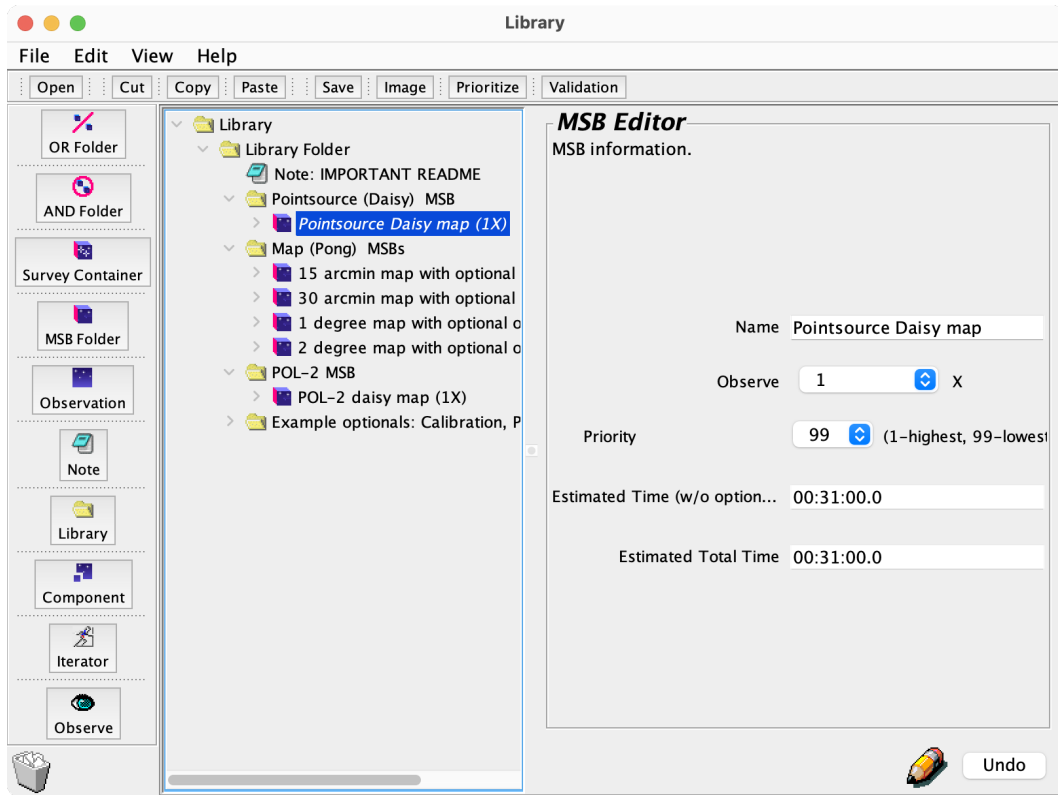 Library
File Edit View Help
Open Cut Copy Paste Save Image Prioritize Validation
OR Folder
AND Folder
Survey Container
MSB Folder
Observation
Note
Library
Component
Iterator
Observe
Library
Library Folder
Note: IMPORTANT README
Pointsource (Daisy) MSB
Pointsource Daisy map (1X)
Map (Pong) MSBs
15 arcmin map with optional
30 arcmin map with optional
1 degree map with optional o
2 degree map with optional o
POL-2 MSB
POL-2 daisy map (1X)
Example optionals: Calibration, P
MSB Editor
MSB information.
Name Pointsource Daisy map
Observe 1 X
Priority 99 (1-highest, 99-lowest
Estimated Time (w/o option... 00:31:00.0
Estimated Total Time 00:31:00.0
Undo